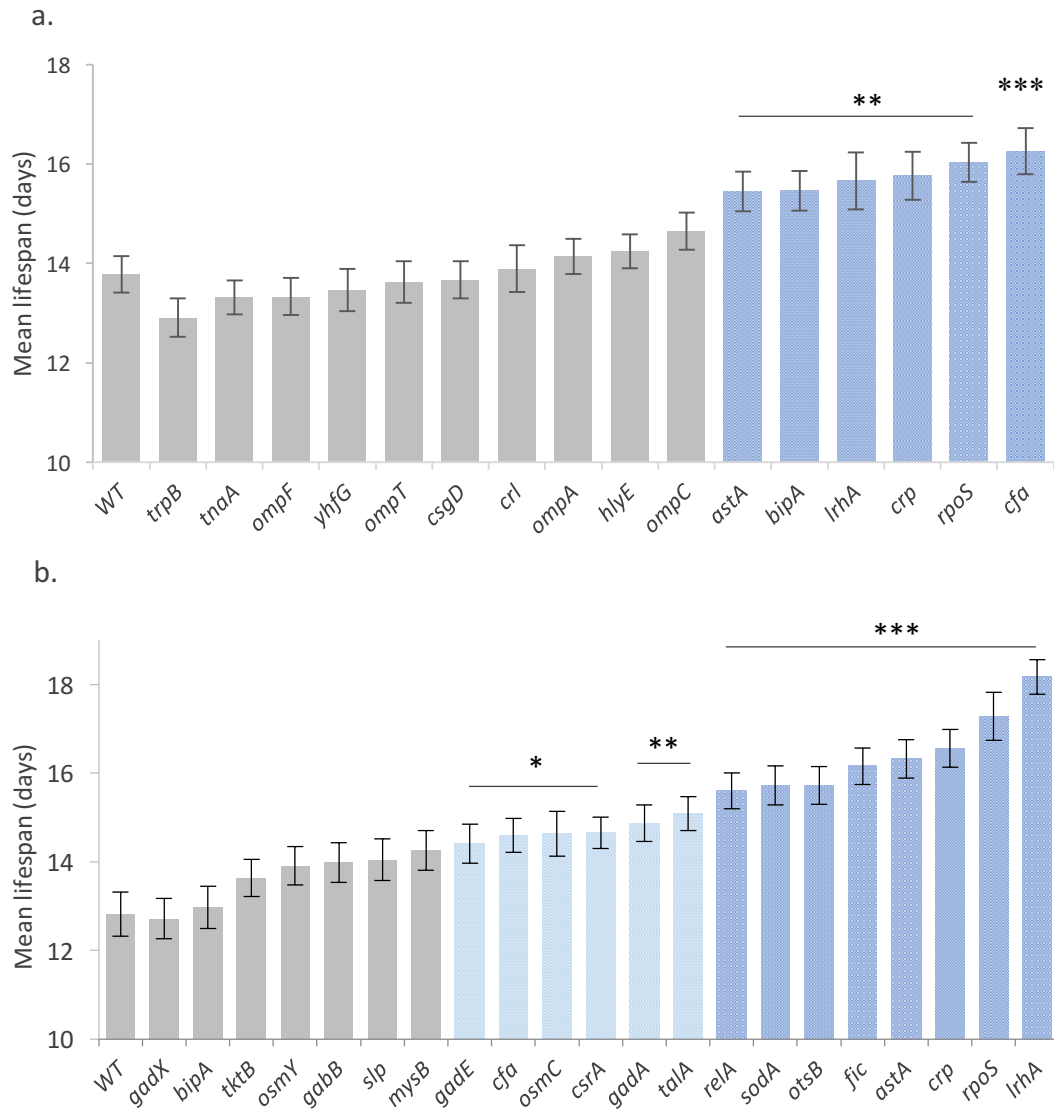 a.
Mean lifespan (days)
18
16
14
12
10
**
***
WT trpB tnaA ompF yhfG ompT csgD crl ompA hlyE ompC astA bipA lrhA crp rpoS cfa
b.
Mean lifespan (days)
18
16
14
12
10
*
**
***
WT gadX bipA tktB osmY gabB slp mysB gadE cfa osmC csrA gadA talA relA sodA otsB fic astA crp rpoS lrhA